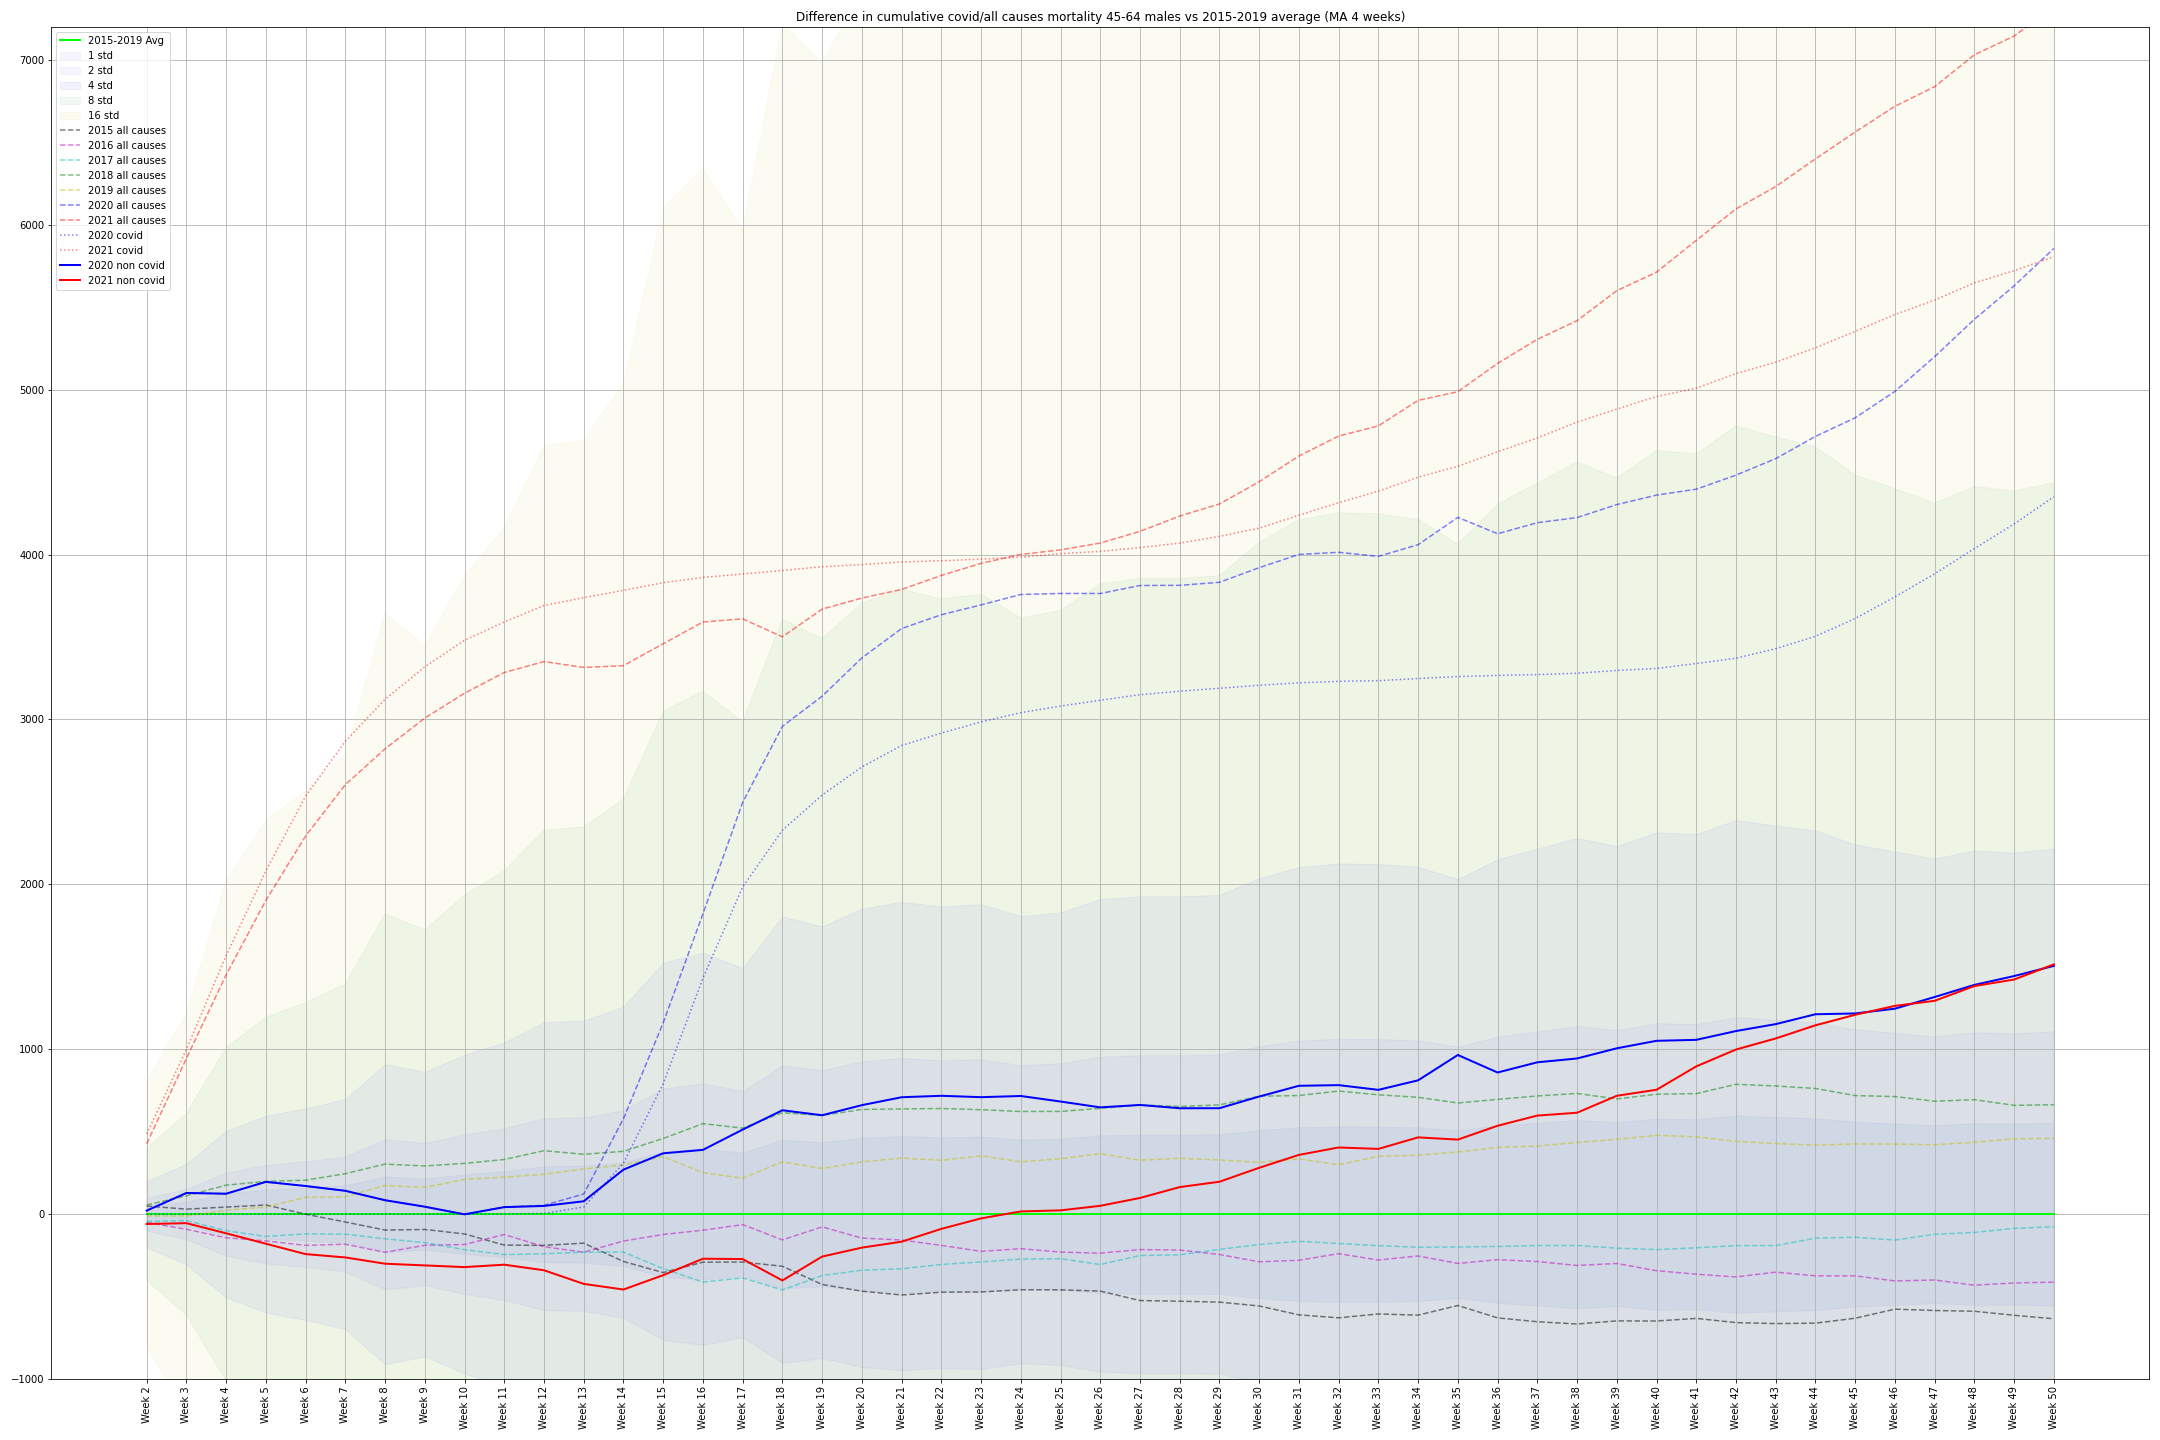 Difference in cumulative covid/all causes mortality 45-64 males vs 2015-2019 average (MA 4 weeks)
2015-2019 Avg
1 std
2 std
4 std
8 std
16 std
2015 all causes
2016 all causes
2017 all causes
2018 all causes
2019 all causes
2020 all causes
2021 all causes
2020 covid
2021 covid
2020 non covid
2021 non covid
7000
6000
5000
4000
3000
2000
1000
0
−1000
Week 2
Week 3
Week 4
Week 5
Week 6
Week 7
Week 8
Week 9
Week 10
Week 11
Week 12
Week 13
Week 14
Week 15
Week 16
Week 17
Week 18
Week 19
Week 20
Week 21
Week 22
Week 23
Week 24
Week 25
Week 26
Week 27
Week 28
Week 29
Week 30
Week 31
Week 32
Week 33
Week 34
Week 35
Week 36
Week 37
Week 38
Week 39
Week 40
Week 41
Week 42
Week 43
Week 44
Week 45
Week 46
Week 47
Week 48
Week 49
Week 50